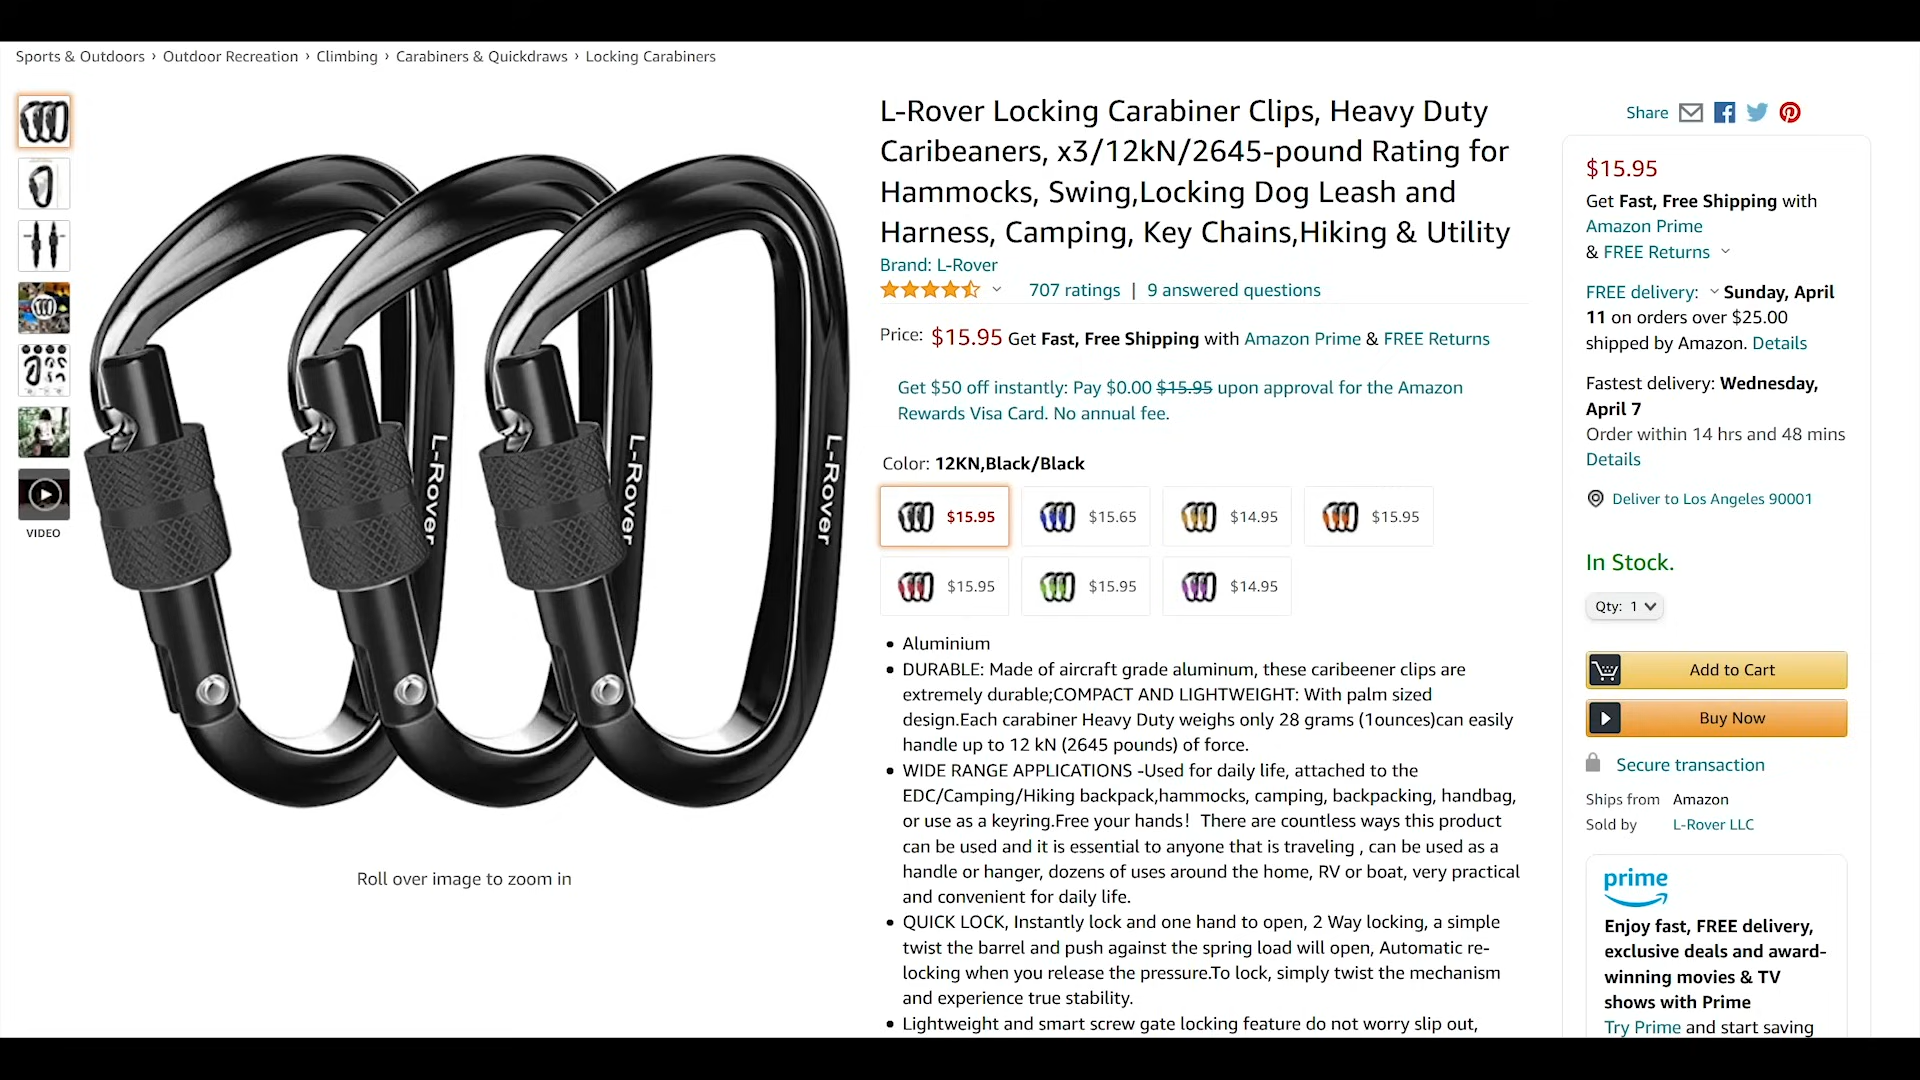 Sports & Outdoors › Outdoor Recreation › Climbing › Carabiners & Quickdraws › Locking Carabiners
VIDEO
L-Rover
L-Rover
L-Rover
Roll over image to zoom in
L-Rover Locking Carabiner Clips, Heavy Duty
Caribeaners, x3/12kN/2645-pound Rating for
Hammocks, Swing,Locking Dog Leash and
Harness, Camping, Key Chains,Hiking & Utility
Brand: L-Rover
707 ratings | 9 answered questions
Price: $15.95 Get Fast, Free Shipping with Amazon Prime & FREE Returns
Get $50 off instantly: Pay $0.00 $15.95 upon approval for the Amazon
Rewards Visa Card. No annual fee.
Color: 12KN,Black/Black
$15.95 $15.65 $14.95 $15.95
$15.95 $15.95 $14.95
• Aluminium
• DURABLE: Made of aircraft grade aluminum, these caribeener clips are
extremely durable;COMPACT AND LIGHTWEIGHT: With palm sized
design.Each carabiner Heavy Duty weighs only 28 grams (1ounces)can easily
handle up to 12 kN (2645 pounds) of force.
• WIDE RANGE APPLICATIONS -Used for daily life, attached to the
EDC/Camping/Hiking backpack,hammocks, camping, backpacking, handbag,
or use as a keyring.Free your hands！ There are countless ways this product
can be used and it is essential to anyone that is traveling , can be used as a
handle or hanger, dozens of uses around the home, RV or boat, very practical
and convenient for daily life.
• QUICK LOCK, Instantly lock and one hand to open, 2 Way locking, a simple
twist the barrel and push against the spring load will open, Automatic re-
locking when you release the pressure.To lock, simply twist the mechanism
and experience true stability.
• Lightweight and smart screw gate locking feature do not worry slip out,
Share
$15.95
Get Fast, Free Shipping with
Amazon Prime
& FREE Returns
FREE delivery: Sunday, April
11 on orders over $25.00
shipped by Amazon. Details
Fastest delivery: Wednesday,
April 7
Order within 14 hrs and 48 mins
Details
Deliver to Los Angeles 90001
In Stock.
Qty: 1
Add to Cart
Buy Now
Secure transaction
Ships from Amazon
Sold by L-Rover LLC
prime
Enjoy fast, FREE delivery,
exclusive deals and award-
winning movies & TV
shows with Prime
Try Prime and start saving